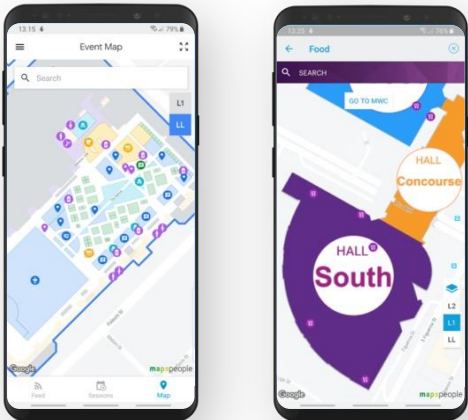 13.15
79%
Event Map
Search
L1
LL
Google
mapspeople
Feed
Sessions
Map
13.25
76%
Food
SEARCH
GO TO MWC
HALL
Concourse
HALL
South
L2
L1
LL
Google
mapspeople